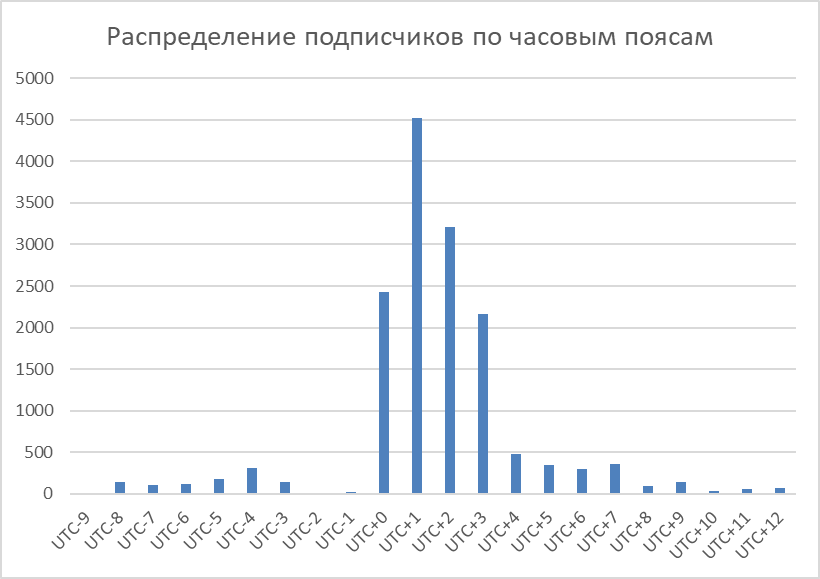 Распределение подписчиков по часовым поясам
5000
4500
4000
3500
3000
2500
2000
1500
1000
500
0
UTC-9
UTC-8
UTC-7
UTC-6
UTC-5
UTC-4
UTC-3
UTC-2
UTC-1
UTC+0
UTC+1
UTC+2
UTC+3
UTC+4
UTC+5
UTC+6
UTC+7
UTC+8
UTC+9
UTC+10
UTC+11
UTC+12